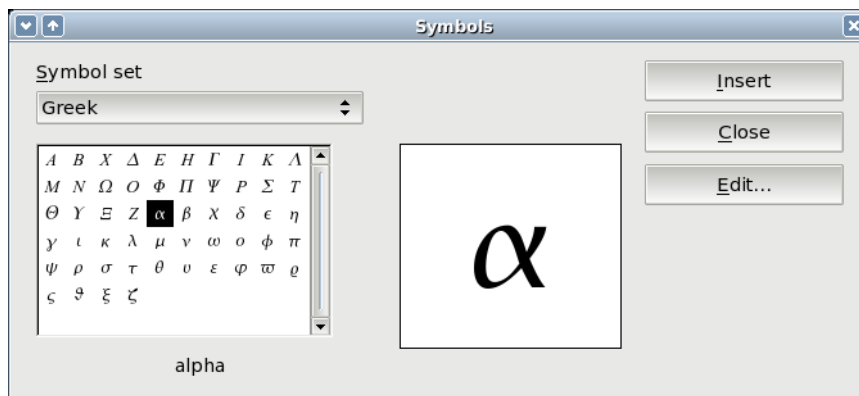 Symbols
Symbol set
Greek
Α Β Χ Δ Ε Η Γ Ι Κ Λ
Μ Ν Ω Ο Φ Π Ψ Ρ Σ Τ
Θ Υ Ξ Ζ α β χ δ ϵ η
γ ι κ λ μ ν ω ο ϕ π
ψ ρ σ τ θ υ ε φ ϖ ϱ
ς ϑ ξ ζ
alpha
α
Insert
Close
Edit...